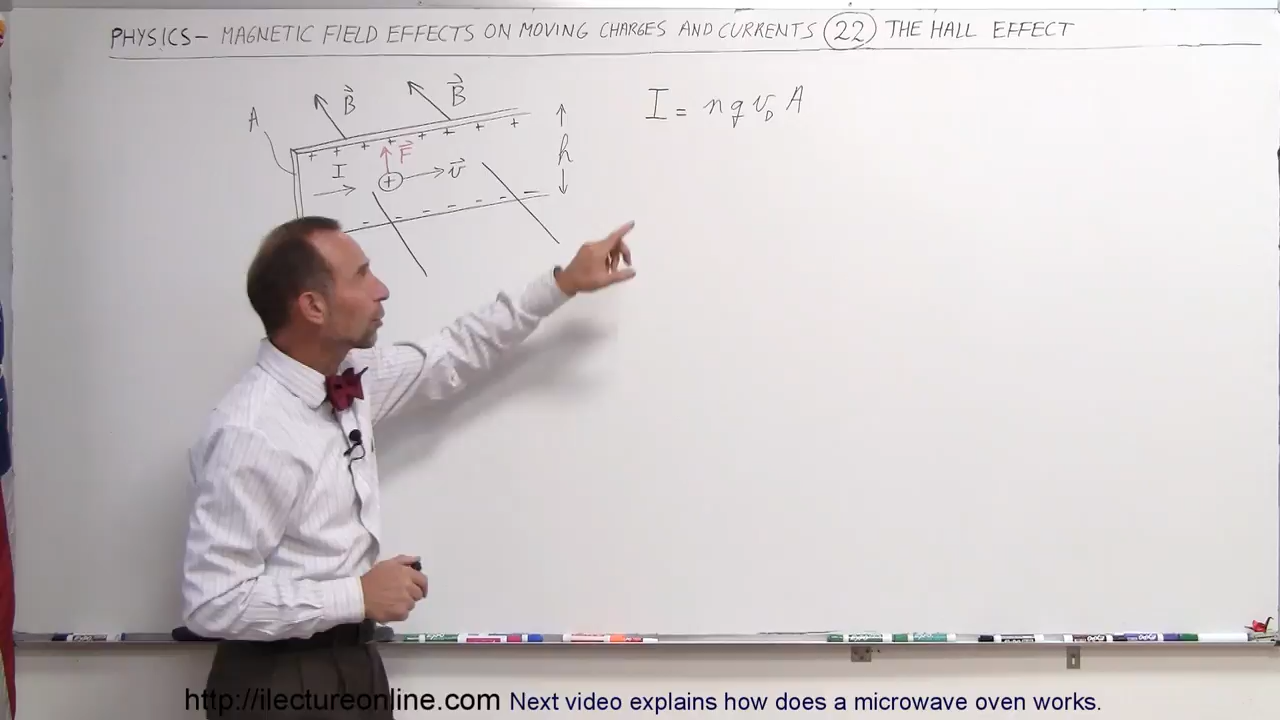 PHYSICS- MAGNETIC FIELD EFFECTS ON MOVING CHARGES AND CURRENTS 22 THE HALL EFFECT
B B
A
I = n q v_D A
+ + + + + + + +
F
h
I
+ v
- - - - - -
http://ilectureonline.com Next video explains how does a microwave oven works.